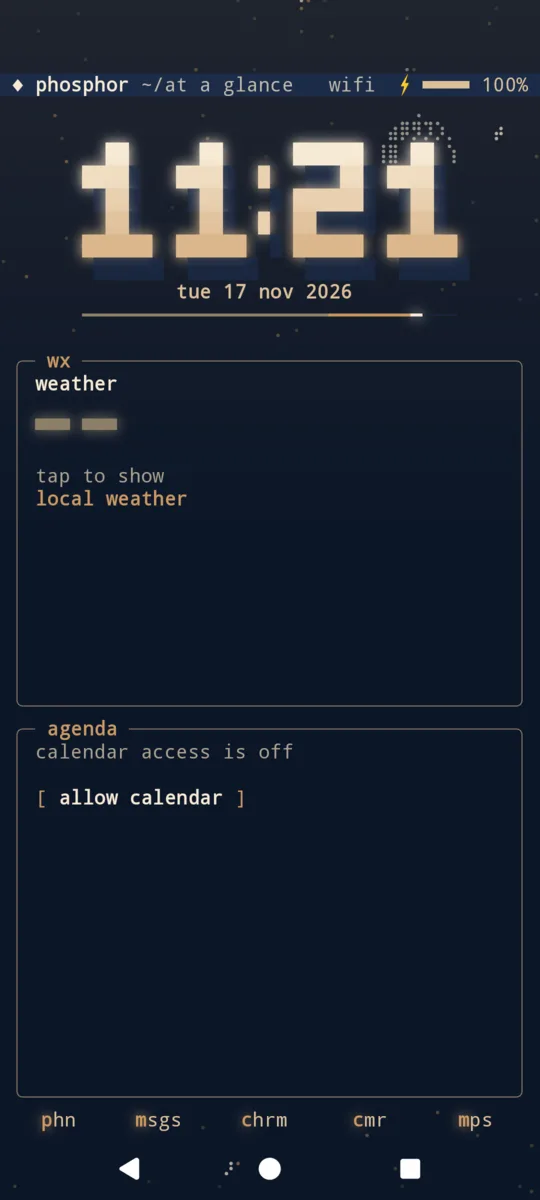 ♦ phosphor ~/at a glance wifi ⚡ 100%
11:21
tue 17 nov 2026
wx
weather
-- 
tap to show
local weather
agenda
calendar access is off
[ allow calendar ]
phn msgs chrm cmr mps